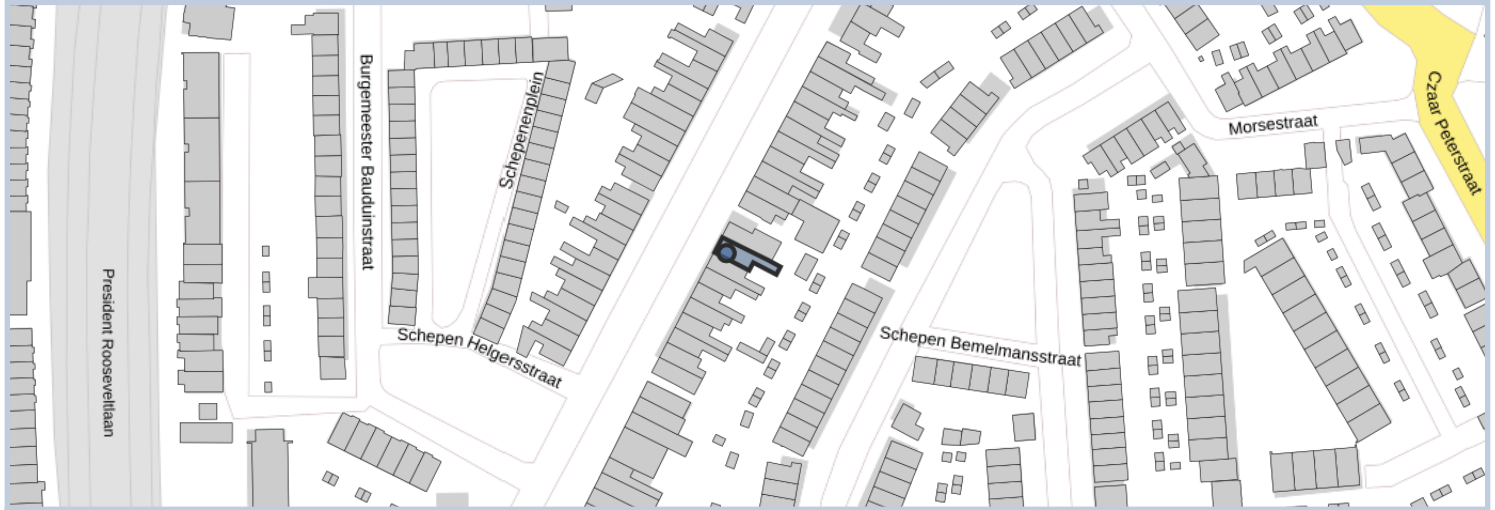 President Rooseveltlaan
Burgemeester Bauduinstraat
Schepenenplein
Schepen Helgersstraat
Schepen Bemelmansstraat
Morsestraat
Czaar Peterstraat